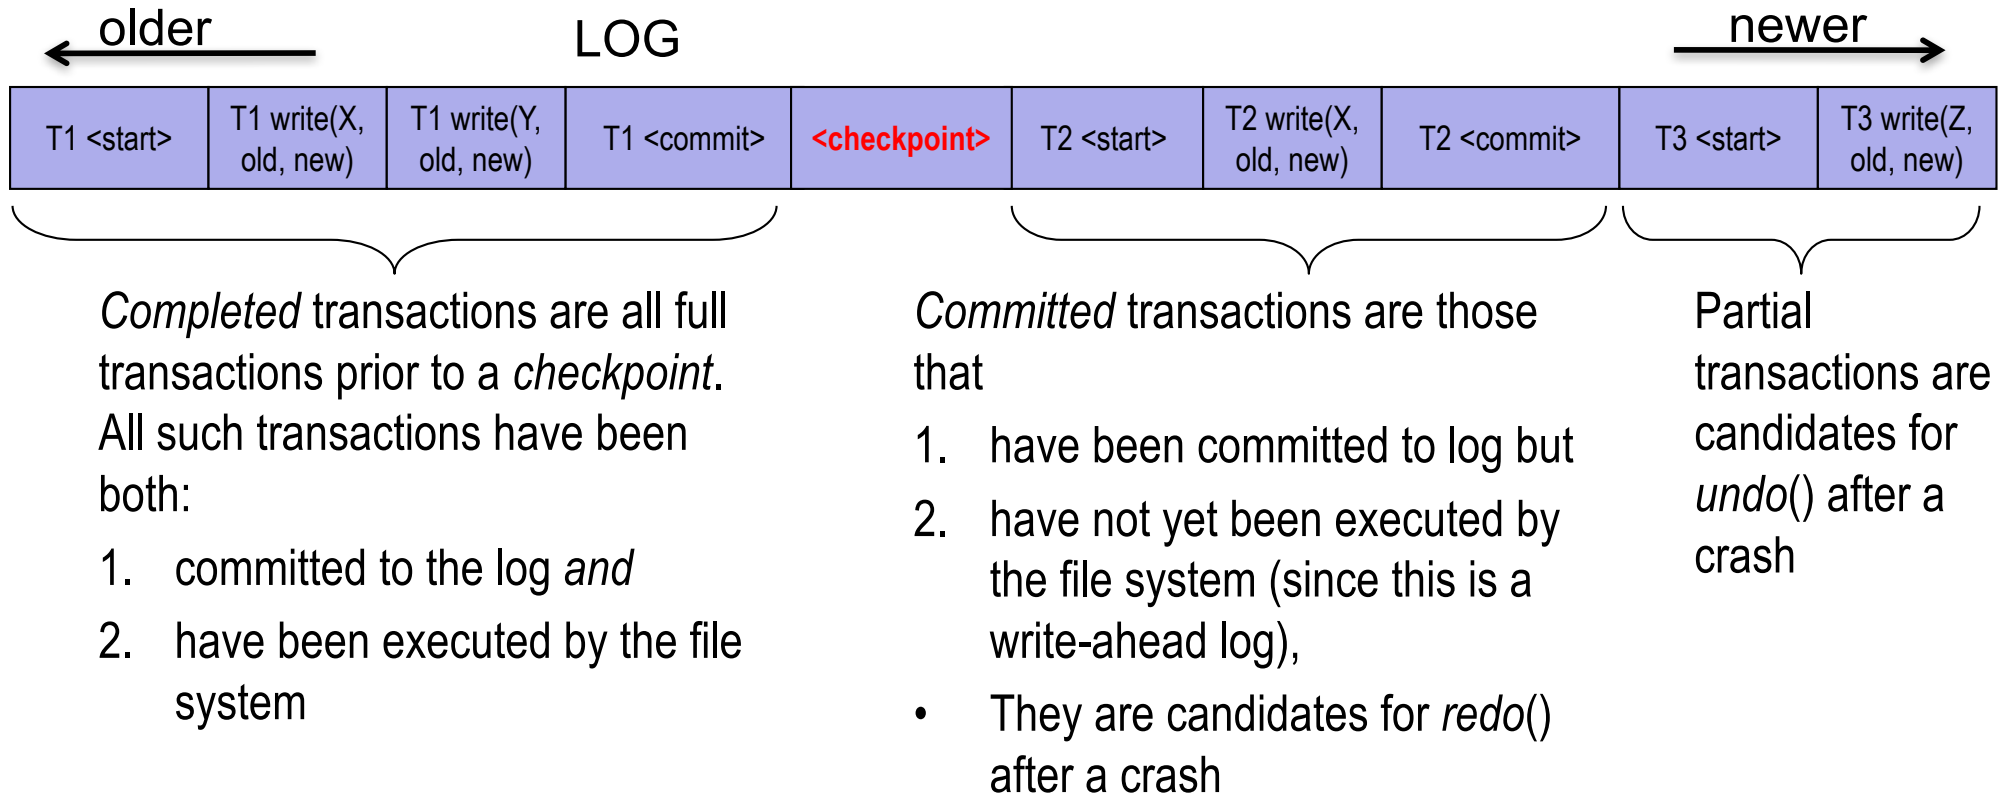 older
LOG
newer
T1 <start>
T1 write(X,
old, new)
T1 write(Y,
old, new)
T1 <commit>
<checkpoint>
T2 <start>
T2 write(X,
old, new)
T2 <commit>
T3 <start>
T3 write(Z,
old, new)
Completed transactions are all full
transactions prior to a checkpoint.
All such transactions have been
both:
1. committed to the log and
2. have been executed by the file
system
Committed transactions are those
that
1. have been committed to log but
2. have not yet been executed by
the file system (since this is a
write-ahead log),
• They are candidates for redo()
after a crash
Partial
transactions are
candidates for
undo() after a
crash